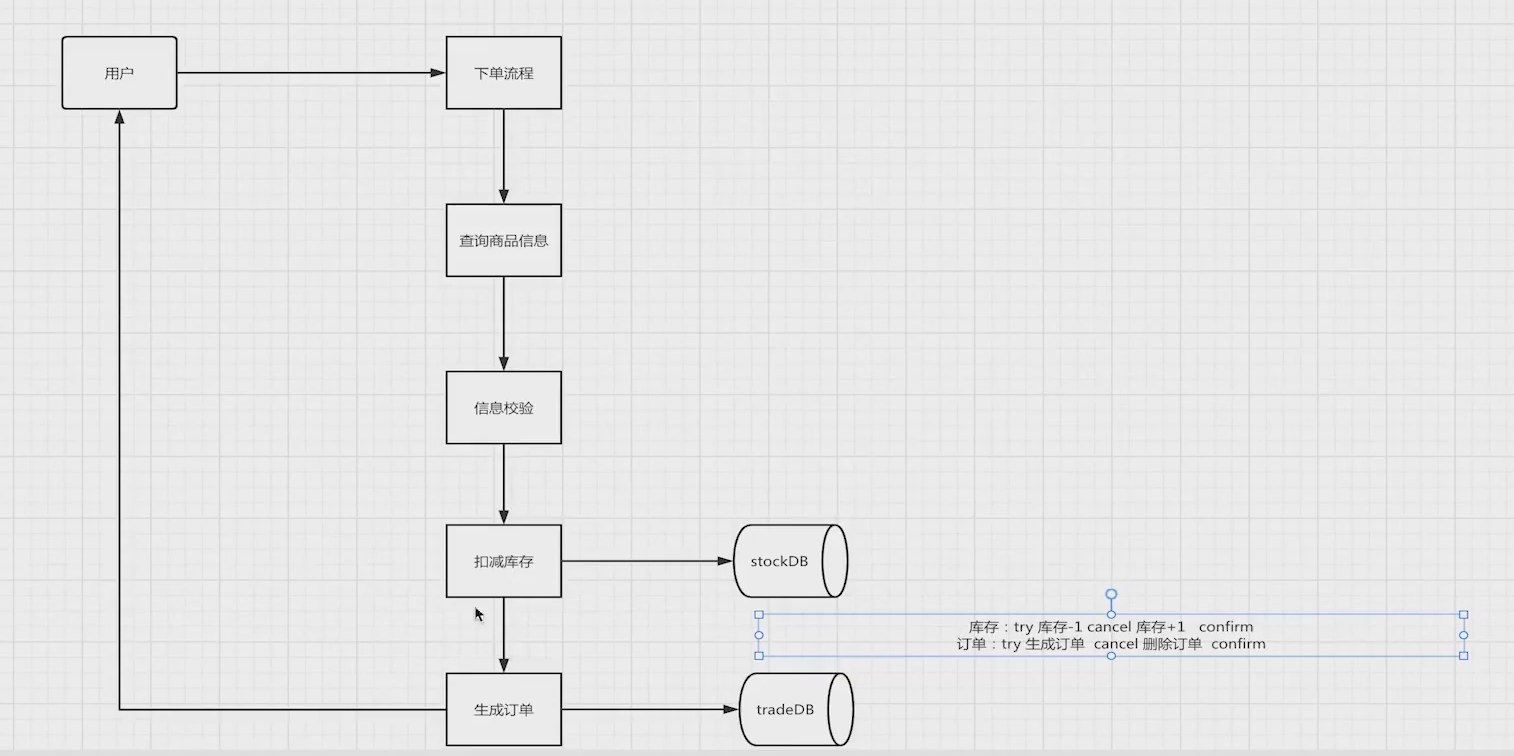 用户
下单流程
查询商品信息
信息校验
扣减库存
stockDB
库存：try 库存-1 cancel 库存+1 confirm
订单：try 生成订单 cancel 删除订单 confirm
生成订单
tradeDB